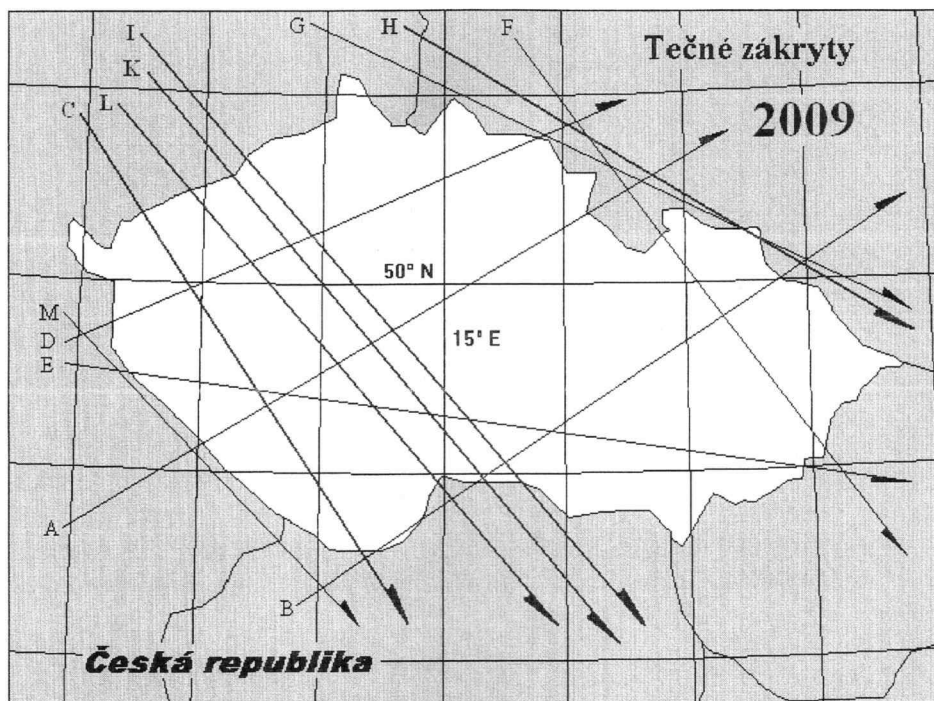 I
G
H
F
Tečné zákryty
K
C
L
2009
50° N
M
15° E
D
E
A
B
Česká republika